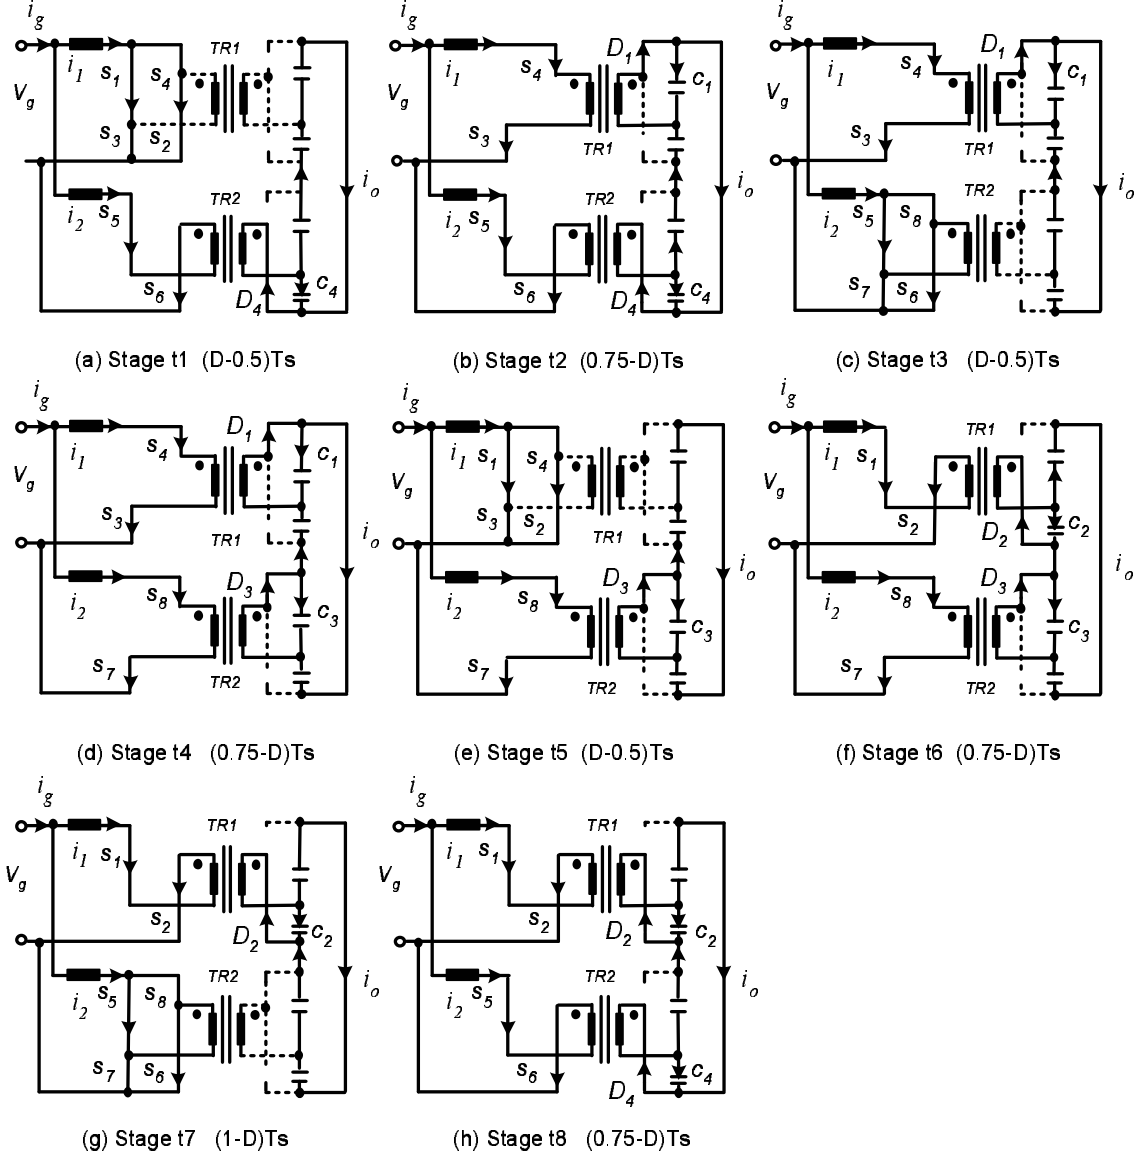 i_g
i_1
s_1
s_4
TR1
V_g
s_3
s_2
i_2
s_5
TR2
i_o
s_6
D_4
c_4
(a) Stage t1 (D-0.5)Ts
i_g
i_1
s_4
D_1
c_1
V_g
s_3
TR1
i_2
s_5
TR2
i_o
s_6
D_4
c_4
(b) Stage t2 (0.75-D)Ts
i_g
i_1
s_4
D_1
c_1
V_g
s_3
TR1
i_2
s_5
s_8
TR2
i_o
s_7
s_6
(c) Stage t3 (D-0.5)Ts
i_g
i_1
s_4
D_1
c_1
V_g
s_3
TR1
i_2
s_8
D_3
i_o
c_3
s_7
TR2
(d) Stage t4 (0.75-D)Ts
i_g
i_1
s_1
s_4
V_g
s_3
s_2
TR1
i_2
s_8
D_3
i_o
c_3
s_7
TR2
(e) Stage t5 (D-0.5)Ts
i_g
i_1
s_1
TR1
V_g
s_2
D_2
c_2
i_2
s_8
D_3
i_o
c_3
s_7
TR2
(f) Stage t6 (0.75-D)Ts
i_g
i_1
s_1
TR1
V_g
s_2
D_2
c_2
i_2
s_5
s_8
TR2
i_o
s_7
s_6
(g) Stage t7 (1-D)Ts
i_g
i_1
s_1
TR1
V_g
s_2
D_2
c_2
i_2
s_5
TR2
i_o
s_6
D_4
c_4
(h) Stage t8 (0.75-D)Ts